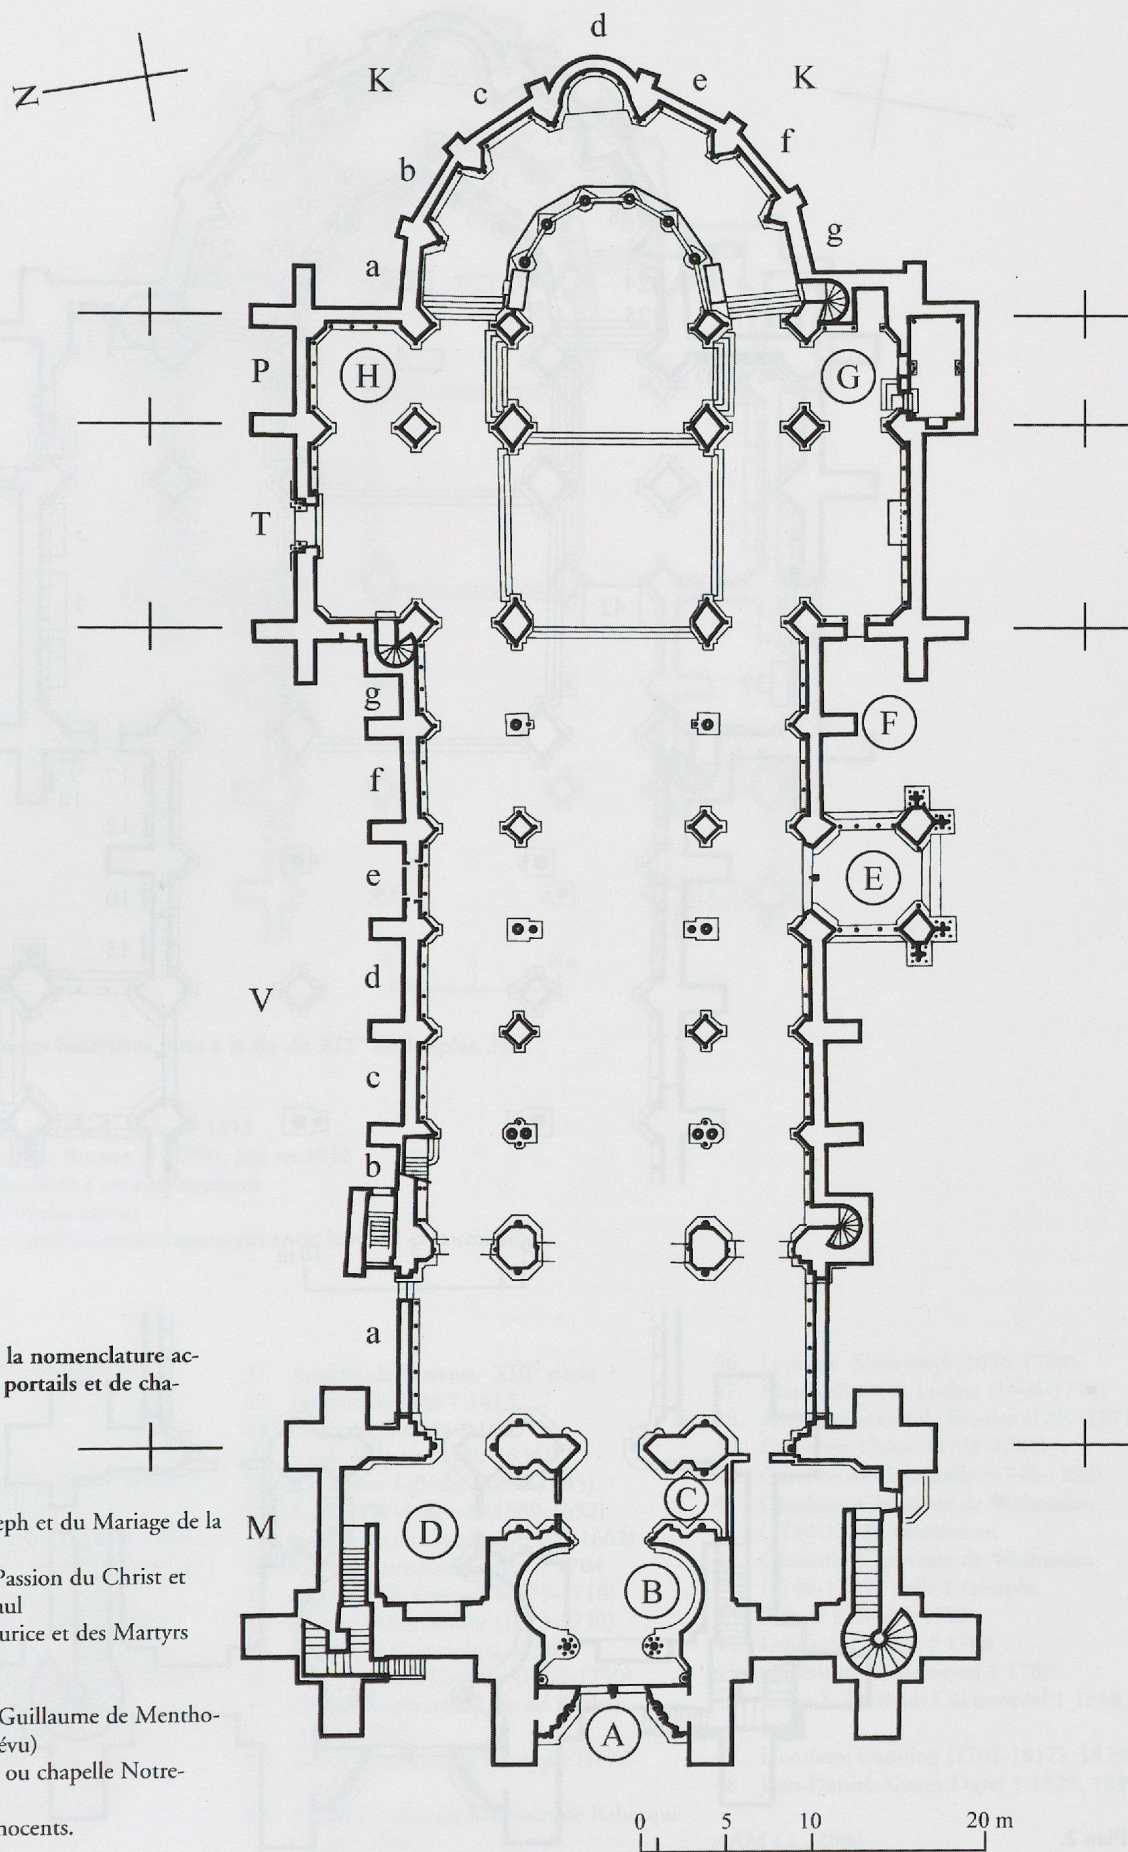 d
K
c
e
K
N
b
f
a
g
P
H
G
T
g
F
f
e
E
d
V
c
b
a
la nomenclature ac-
portails et de cha-
C
eph et du Mariage de la
M
D
Passion du Christ et
B
aul
urice et des Martyrs
Guillaume de Mentho-
évu)
A
ou chapelle Notre-
nocents.
0 5 10 20 m